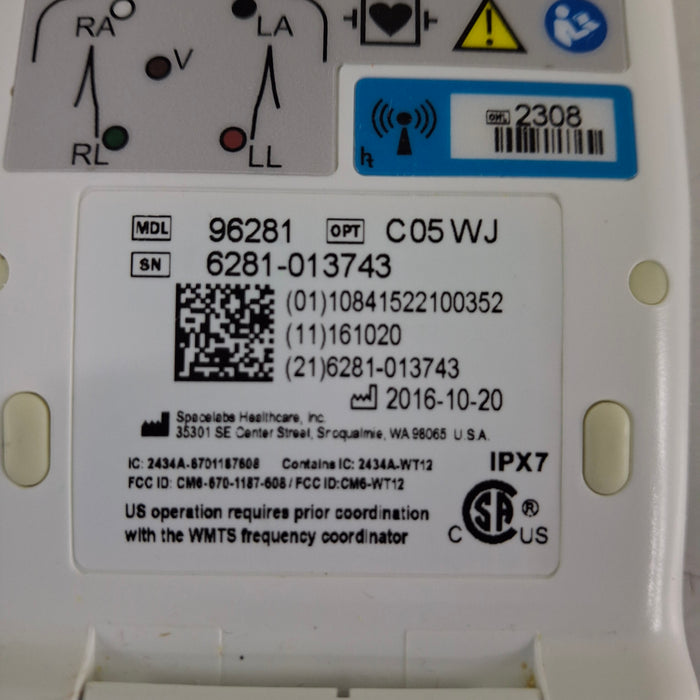 RA LA
V
RL LL
CHL 2308
MDL 96281 OPT C05WJ
SN 6281-013743
(01)10841522100352
(11)161020
(21)6281-013743
2016-10-20
Spacelabs Healthcare, Inc.
35301 SE Center Street, Snoqualmie, WA 98065 U.S.A.
IC: 2434A-6701187608 Contains IC: 2434A-WT12 IPX7
FCC ID: CM6-670-1187-608 / FCC ID:CM6-WT12
US operation requires prior coordination
with the WMTS frequency coordinator
C SA ® US